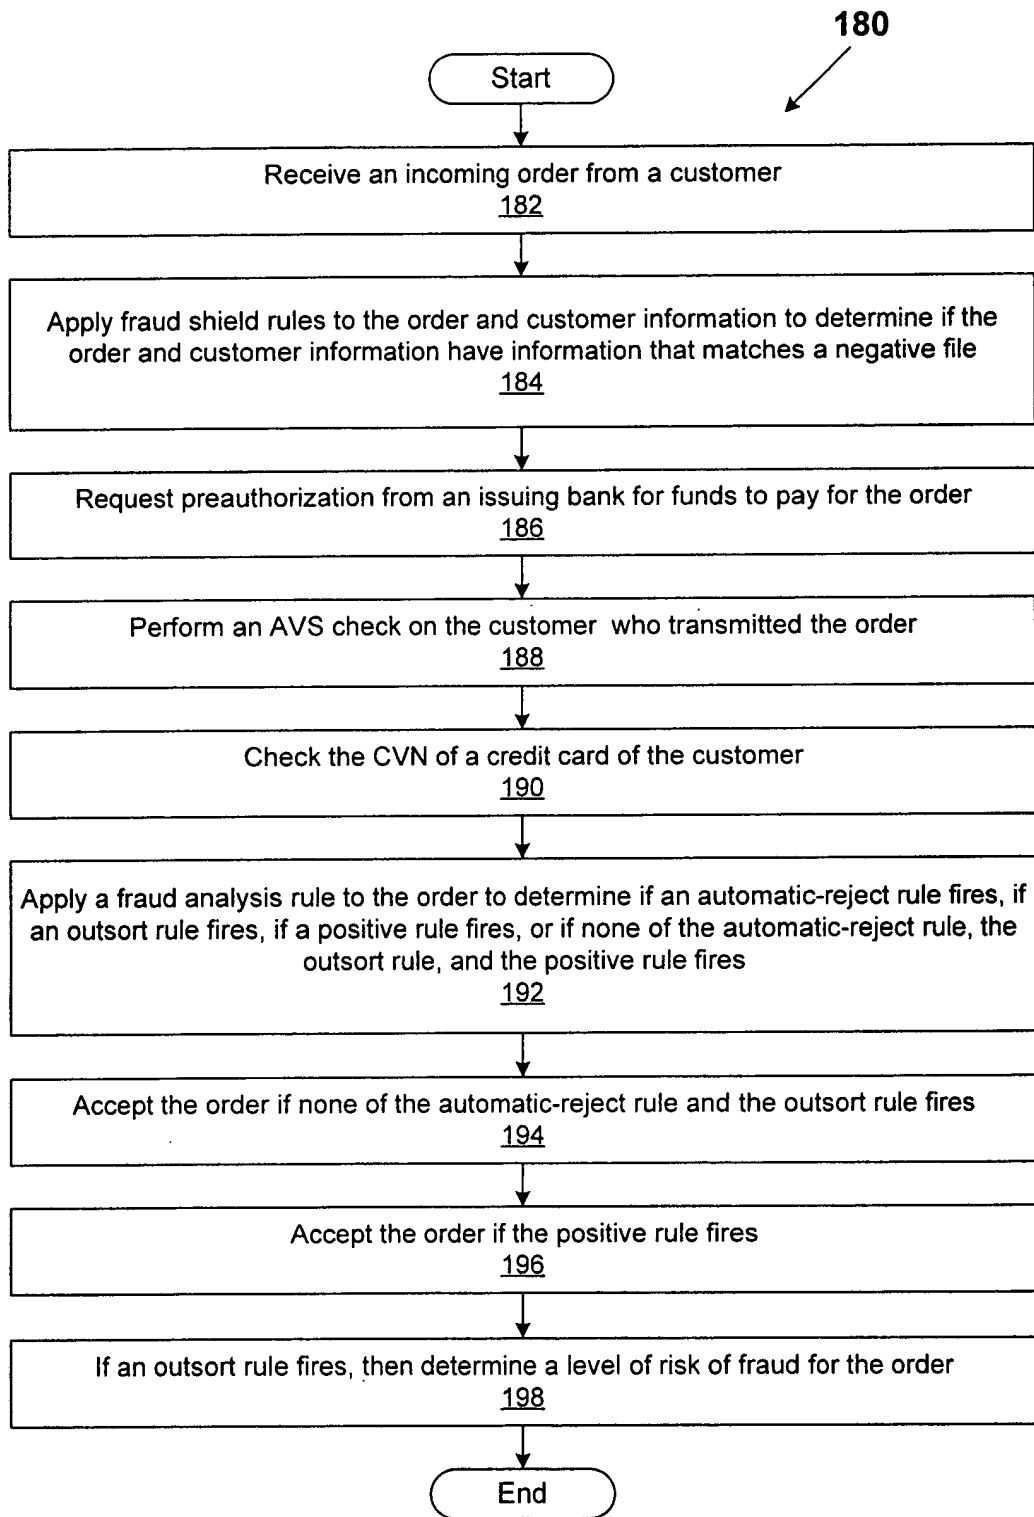 180
Start
Receive an incoming order from a customer
182
Apply fraud shield rules to the order and customer information to determine if the
order and customer information have information that matches a negative file
184
Request preauthorization from an issuing bank for funds to pay for the order
186
Perform an AVS check on the customer who transmitted the order
188
Check the CVN of a credit card of the customer
190
Apply a fraud analysis rule to the order to determine if an automatic-reject rule fires, if
an outsort rule fires, if a positive rule fires, or if none of the automatic-reject rule, the
outsort rule, and the positive rule fires
192
Accept the order if none of the automatic-reject rule and the outsort rule fires
194
Accept the order if the positive rule fires
196
If an outsort rule fires, then determine a level of risk of fraud for the order
198
End